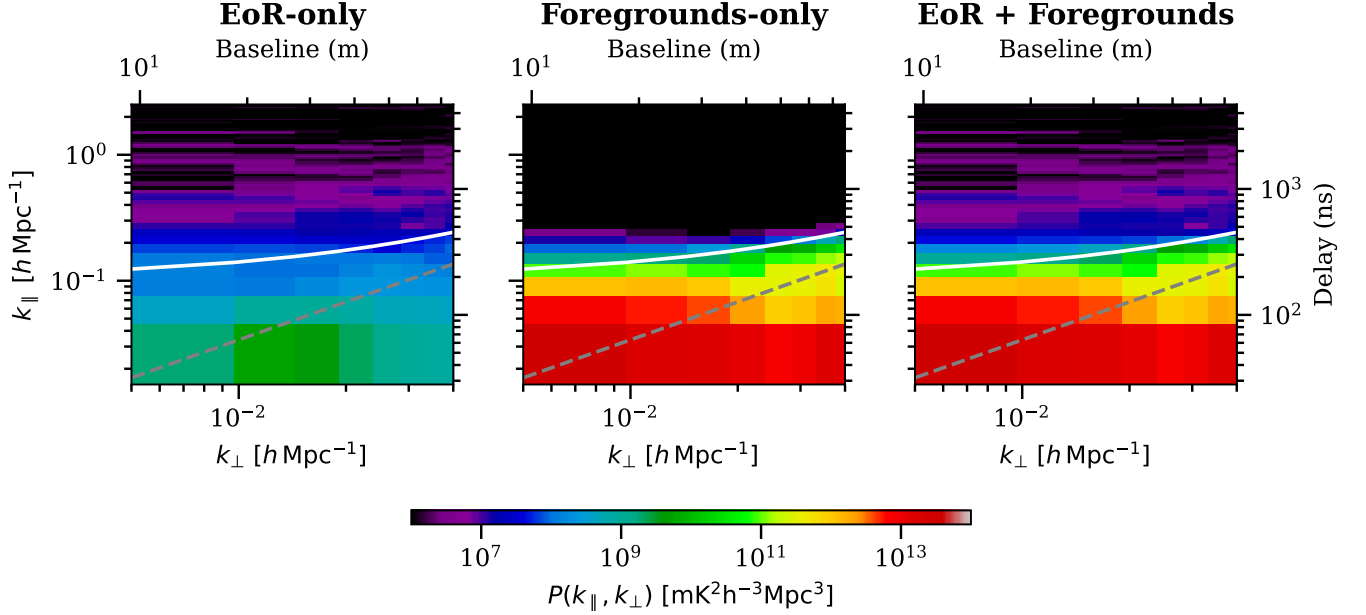 EoR-only
Foregrounds-only
EoR + Foregrounds
Baseline (m)
Baseline (m)
Baseline (m)
10¹
10¹
10¹
10⁰
10⁻¹
k∥ [h Mpc⁻¹]
10³
10²
Delay (ns)
10⁻²
10⁻²
10⁻²
k⊥ [h Mpc⁻¹]
k⊥ [h Mpc⁻¹]
k⊥ [h Mpc⁻¹]
10⁷
10⁹
10¹¹
10¹³
P(k∥, k⊥) [mK²h⁻³Mpc³]